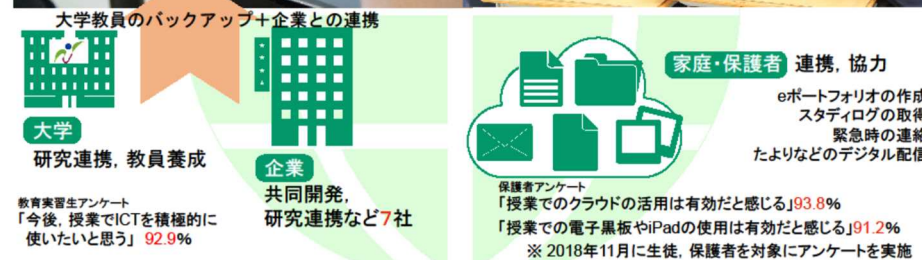 大学教員のバックアップ+企業との連携
大学
研究連携, 教員養成
教育実習生アンケート
「今後, 授業でICTを積極的に
使いたいと思う」 92.9%
企業
共同開発,
研究連携など7社
家庭・保護者 連携, 協力
eポートフォリオの作成
スタディログの取得
緊急時の連絡
たよりなどのデジタル配信
保護者アンケート
「授業でのクラウドの活用は有効だと感じる」93.8%
「授業での電子黒板やiPadの使用は有効だと感じる」91.2%
※ 2018年11月に生徒, 保護者を対象にアンケートを実施